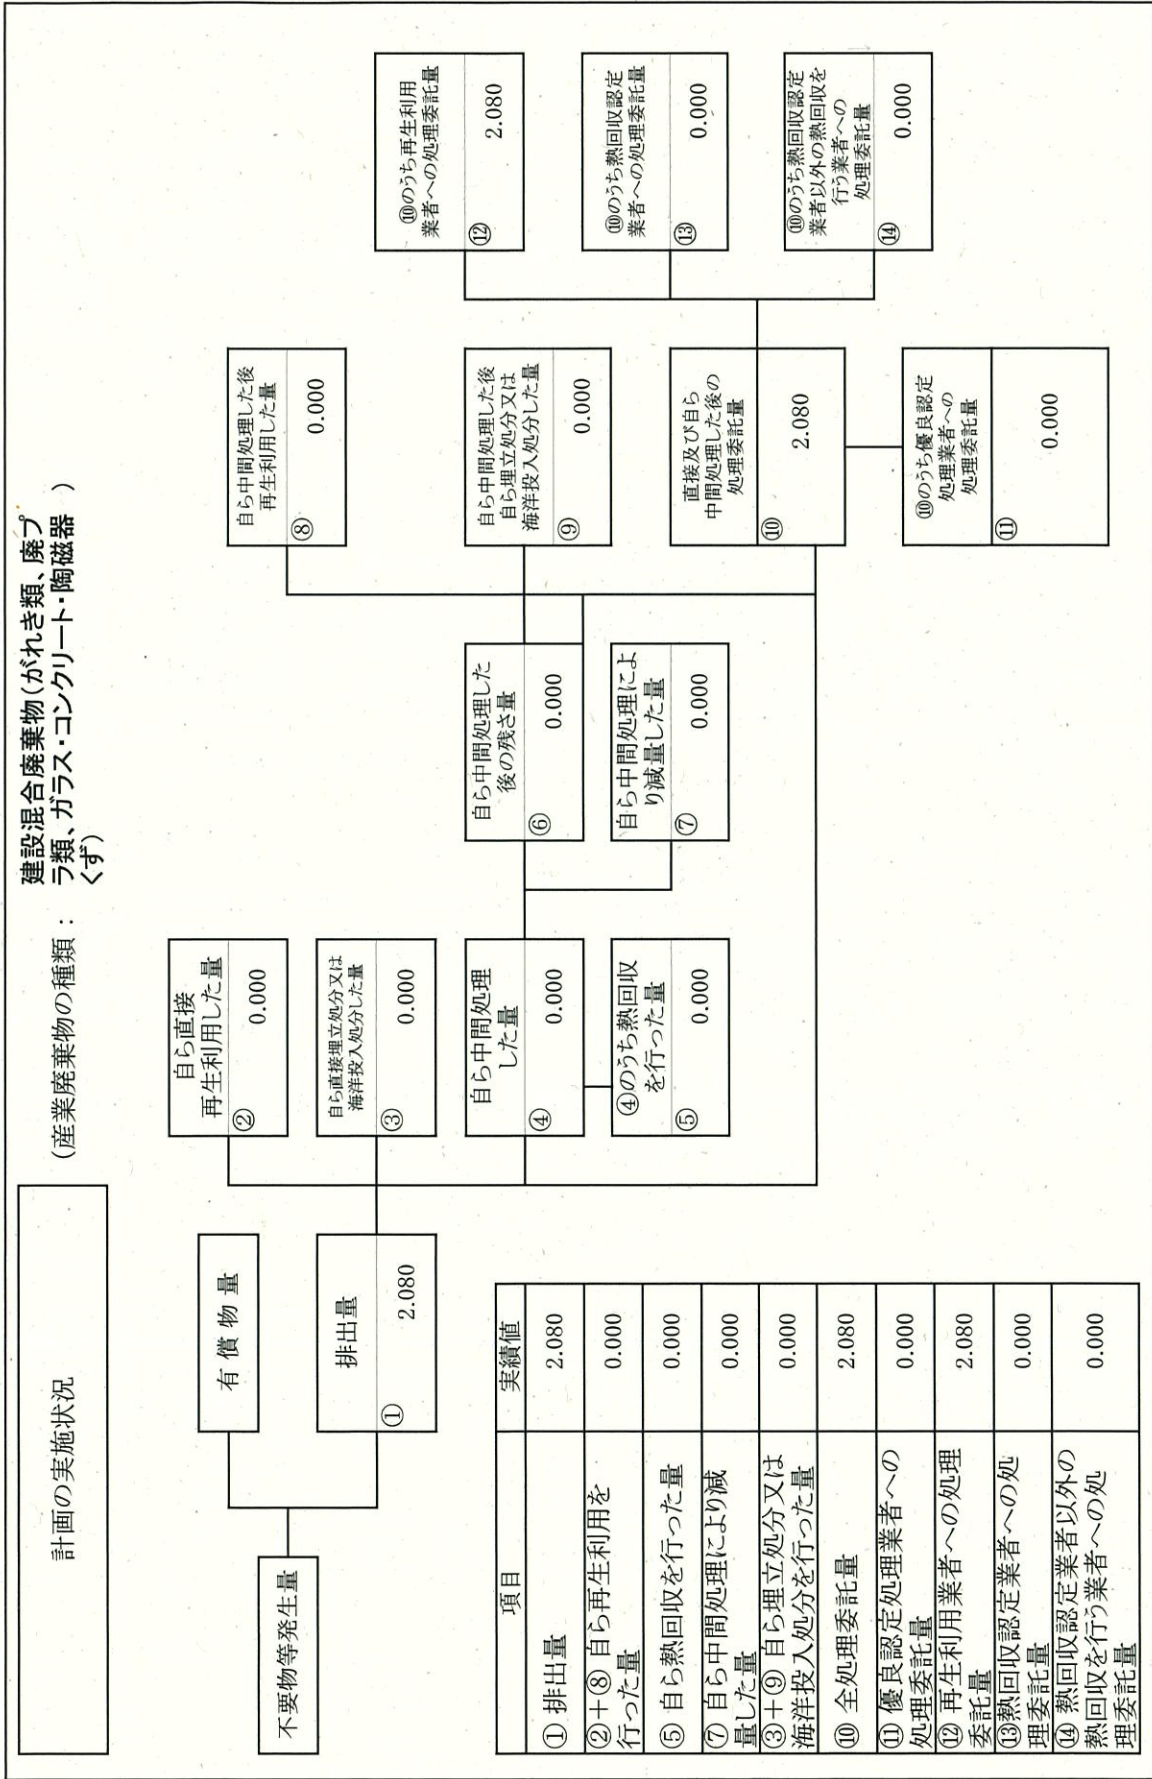 計画の実施状況
(産業廃棄物の種類：
建設混合廃棄物(がれき類、廃プ
ラ類、ガラス・コンクリート・陶磁器
くず)
)
不要物等発生量
有 償 物 量
排出量
①
2.080
自ら直接
再生利用した量
②
0.000
自ら直接埋立処分又は
海洋投入処分した量
③
0.000
自ら中間処理
した量
④
0.000
④のうち熱回収
を行った量
⑤
0.000
自ら中間処理した
後の残さ量
⑥
0.000
自ら中間処理によ
り減量した量
⑦
0.000
自ら中間処理した後
再生利用した量
⑧
0.000
自ら中間処理した後
自ら埋立処分又は
海洋投入処分した量
⑨
0.000
直接及び自ら
中間処理した後の
処理委託量
⑩
2.080
⑩のうち優良認定
処理業者への
処理委託量
⑪
0.000
⑩のうち再生利用
業者への処理委託量
⑫
2.080
⑩のうち熱回収認定
業者への処理委託量
⑬
0.000
⑩のうち熱回収認定
業者以外の熱回収を
行う業者への
処理委託量
⑭
0.000
項目 実績値
① 排出量 2.080
②＋⑧ 自ら再生利用を
行った量 0.000
⑤ 自ら熱回収を行った量 0.000
⑦ 自ら中間処理により減
量した量 0.000
③＋⑨ 自ら埋立処分又は
海洋投入処分を行った量 0.000
⑩ 全処理委託量 2.080
⑪ 優良認定処理業者への
処理委託量 0.000
⑫ 再生利用業者への処理
委託量 2.080
⑬熱回収認定業者への処
理委託量 0.000
⑭ 熱回収認定業者以外の
熱回収を行う業者への処
理委託量 0.000